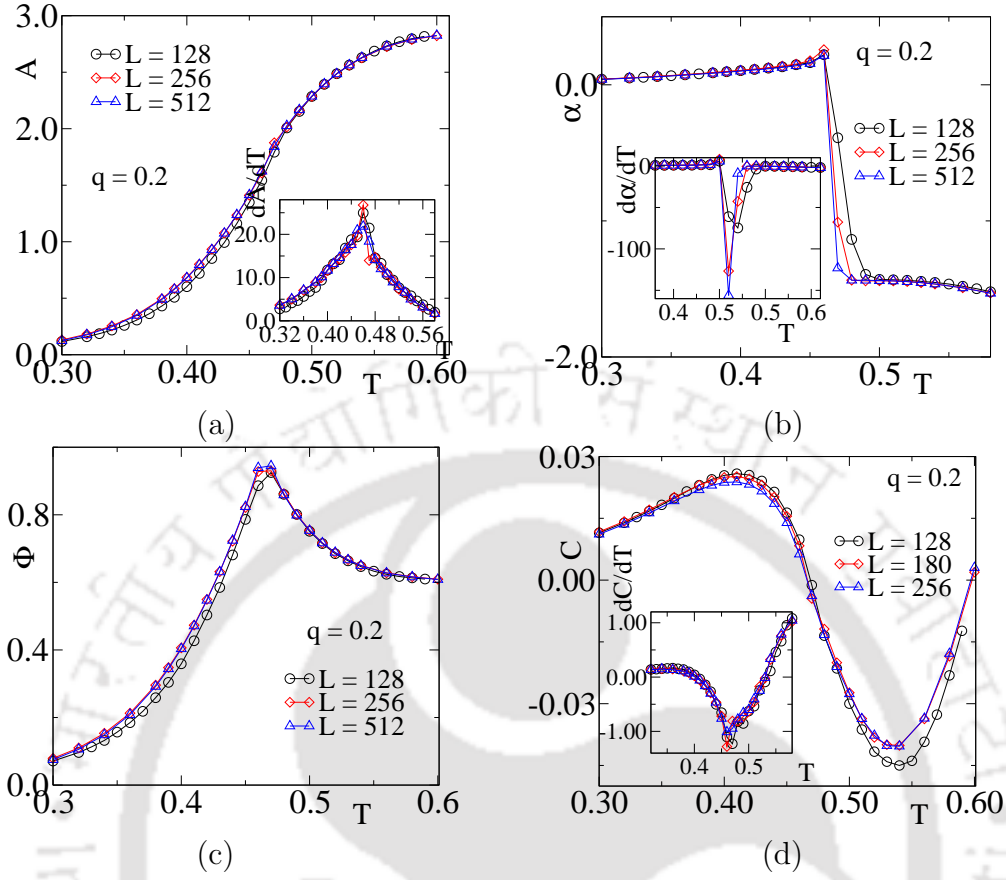 3.0
2.0
1.0
0.0
A
L = 128
L = 256
L = 512
q = 0.2
dA/dT
20.0
10.0
0.0
0.32
0.40
0.48
0.56
T
0.30
0.40
0.50
0.60
T
(a)
0.0
-2.0
α
q = 0.2
L = 128
L = 256
L = 512
dα/dT
0
-100
0.4
0.5
0.6
T
0.3
0.4
0.5
T
(b)
0.8
0.4
0.0
Φ
q = 0.2
L = 128
L = 256
L = 512
0.3
0.4
0.5
0.6
T
(c)
0.03
0.00
-0.03
C
q = 0.2
L = 128
L = 180
L = 256
dC/dT
1.00
0.00
-1.00
0.4
0.5
T
0.30
0.40
0.50
0.60
T
(d)